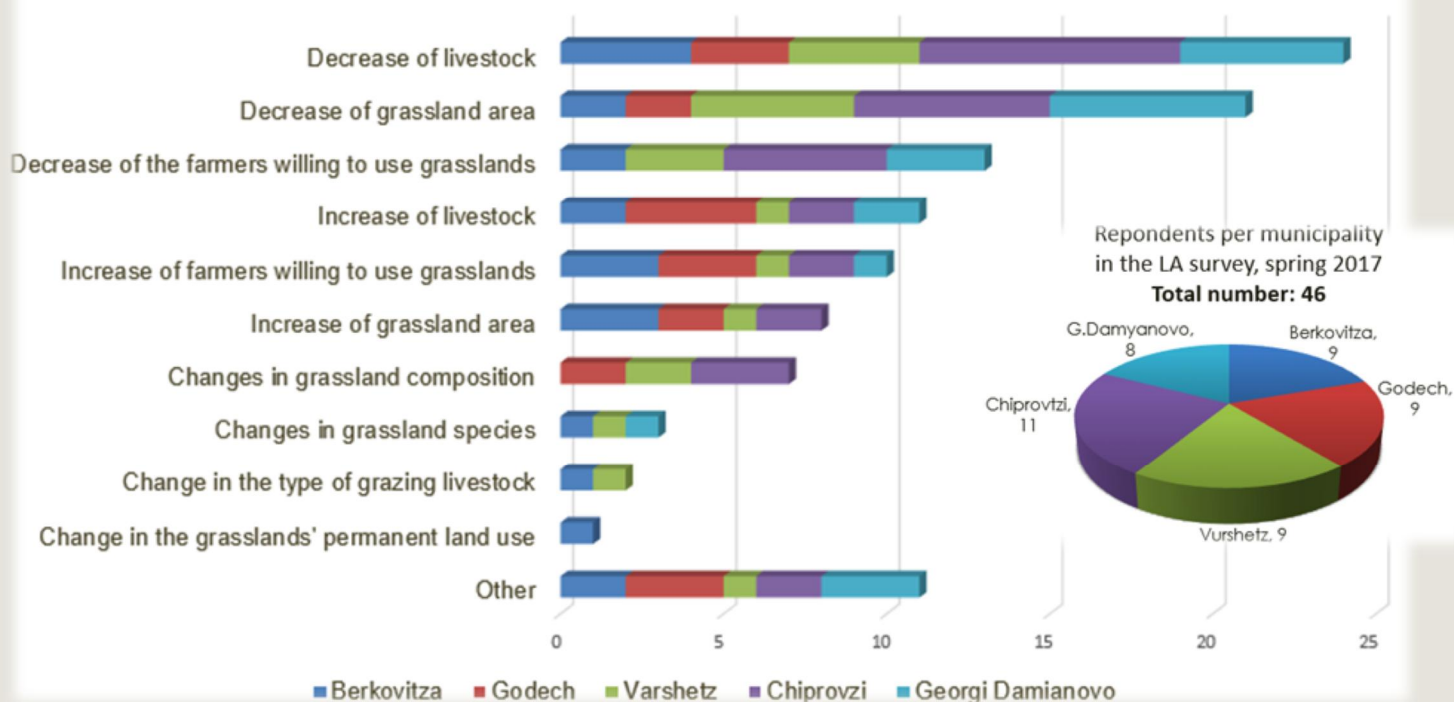 Decrease of livestock
Decrease of grassland area
Decrease of the farmers willing to use grasslands
Increase of livestock
Increase of farmers willing to use grasslands
Increase of grassland area
Changes in grassland composition
Changes in grassland species
Change in the type of grazing livestock
Change in the grasslands' permanent land use
Other
0 5 10 15 20 25
Berkovitza Godech Varshetz Chiprovzi Georgi Damianovo
Repondents per municipality
in the LA survey, spring 2017
Total number: 46
G.Damyanovo,
8
Berkovitza,
9
Godech,
9
Chiprovtzi,
11
Vurshetz, 9